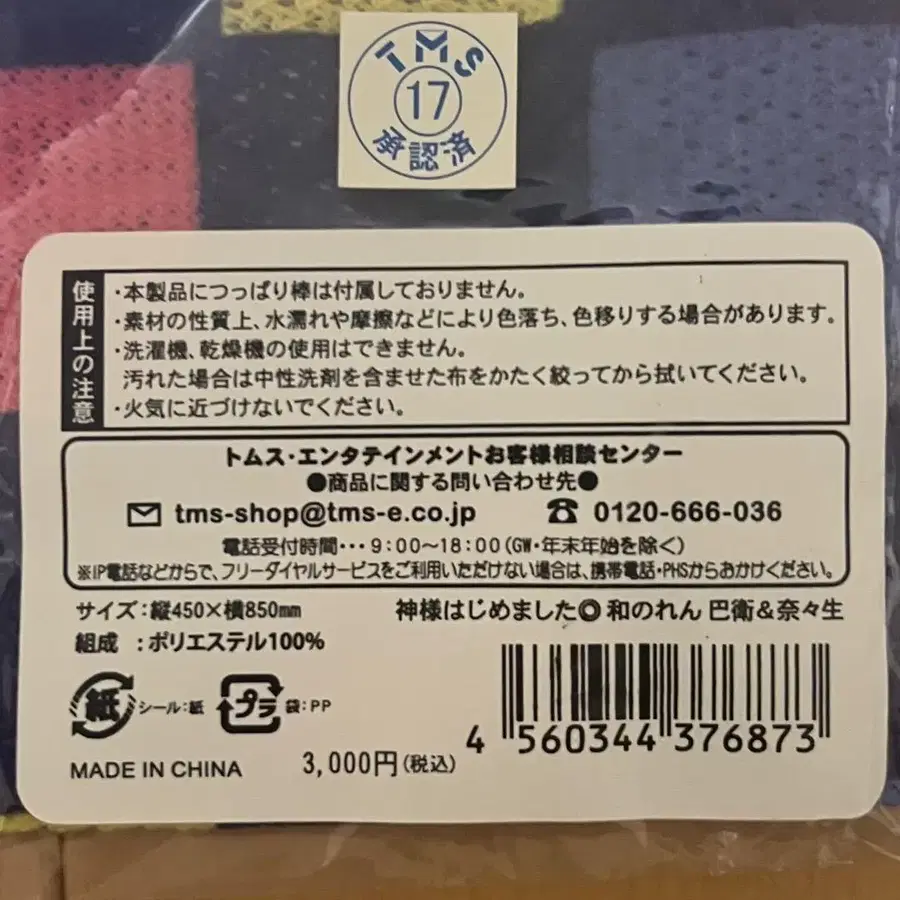 TMS
17
承認済
使用上の注意
・本製品につっぱり棒は付属しておりません。
・素材の性質上、水濡れや摩擦などにより色落ち、色移りする場合があります。
・洗濯機、乾燥機の使用はできません。
汚れた場合は中性洗剤を含ませた布をかたく絞ってから拭いてください。
・火気に近づけないでください。
トムス・エンタテインメントお客様相談センター
●商品に関する問い合わせ先●
✉ tms-shop@tms-e.co.jp ☎ 0120-666-036
電話受付時間・・・9:00～18:00(GW・年末年始を除く)
※IP電話などからで、フリーダイヤルサービスをご利用いただけない場合は、携帯電話・PHSからおかけください。
サイズ:縦450×横850mm 神様はじめました◎ 和のれん 巴衛&奈々生
組成 :ポリエステル100%
紙 シール:紙 プラ 袋:PP
MADE IN CHINA 3,000円(税込)
4 560344 376873